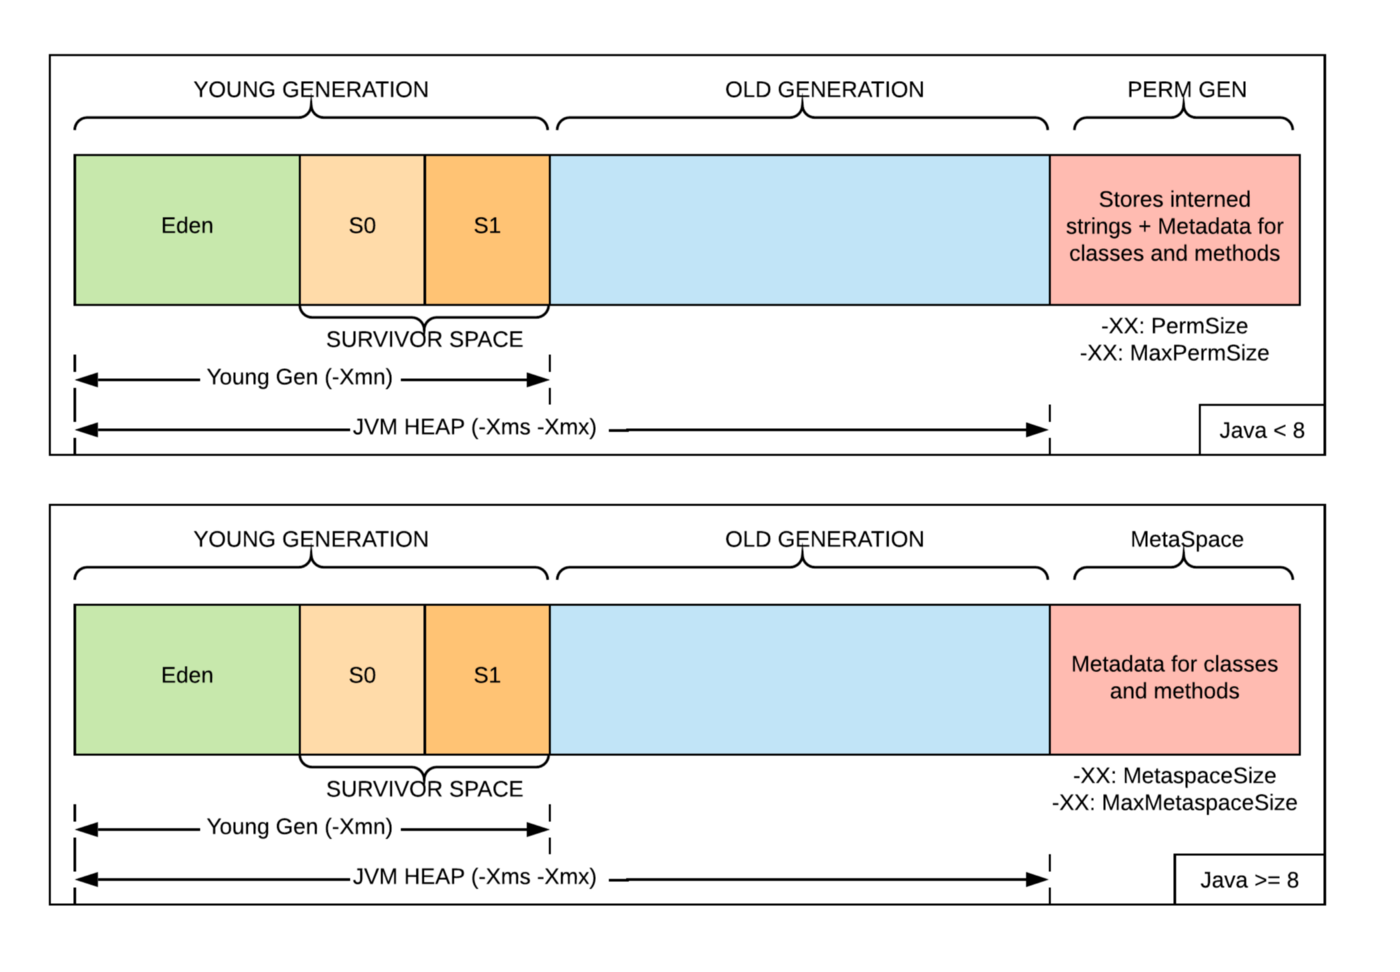 YOUNG GENERATION
OLD GENERATION
PERM GEN
Eden
S0
S1
Stores interned
strings + Metadata for
classes and methods
SURVIVOR SPACE
-XX: PermSize
-XX: MaxPermSize
Young Gen (-Xmn)
JVM HEAP (-Xms -Xmx)
Java < 8
YOUNG GENERATION
OLD GENERATION
MetaSpace
Eden
S0
S1
Metadata for classes
and methods
SURVIVOR SPACE
-XX: MetaspaceSize
-XX: MaxMetaspaceSize
Young Gen (-Xmn)
JVM HEAP (-Xms -Xmx)
Java >= 8